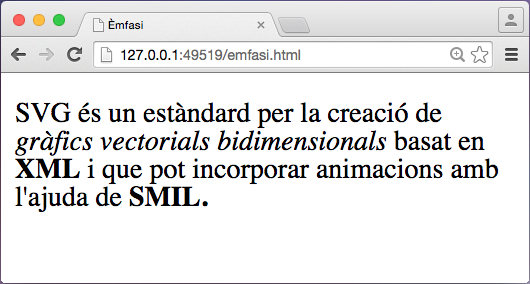 Èmfasi
127.0.0.1:49519/emfasi.html
SVG és un estàndard per la creació de
gràfics vectorials bidimensionals basat en
XML i que pot incorporar animacions amb
l'ajuda de SMIL.